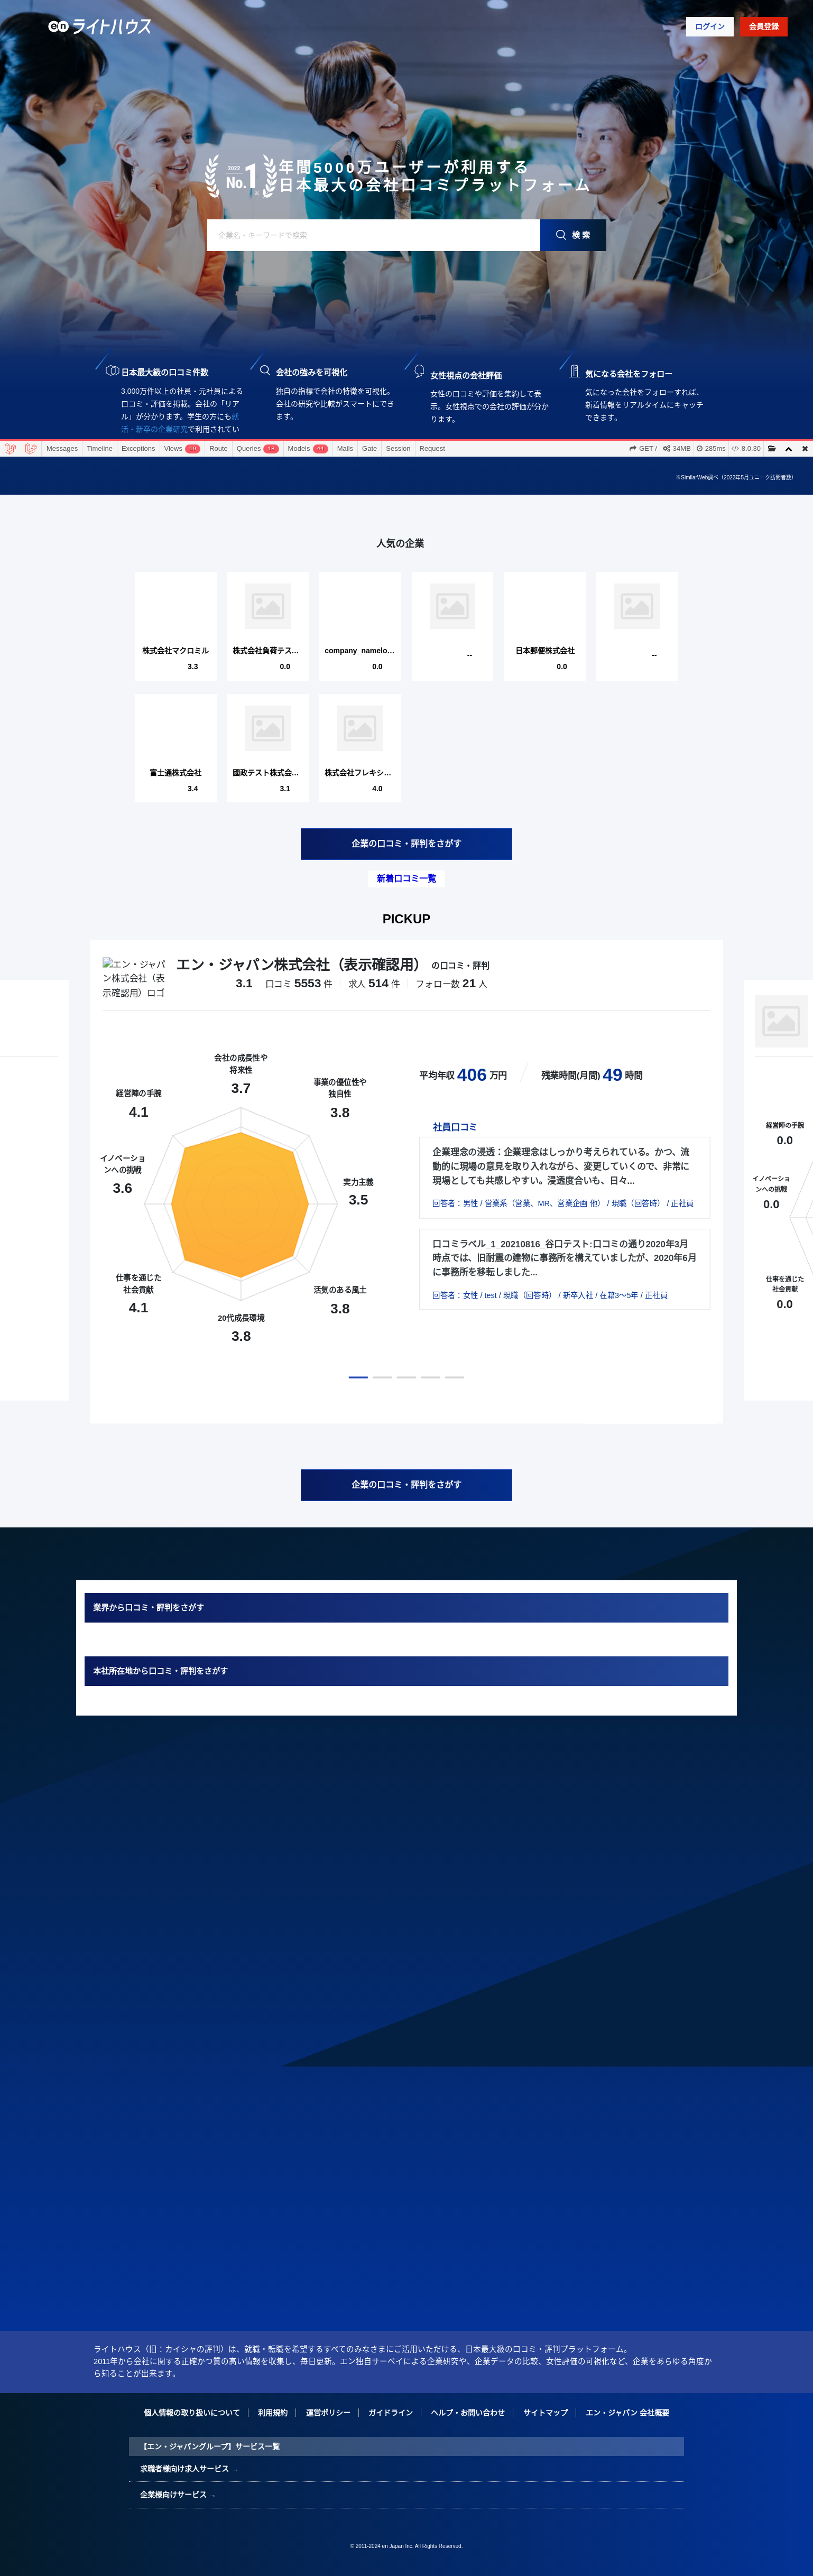 en ライトハウス
ログイン
会員登録
2022
No.1
※
年間5000万ユーザーが利用する
日本最大の会社口コミプラットフォーム
企業名・キーワードで検索
検 索
日本最大級の口コミ件数
3,000万件以上の社員・元社員による
口コミ・評価を掲載。会社の「リア
ル」が分かります。学生の方にも就
活・新卒の企業研究で利用されてい
会社の強みを可視化
独自の指標で会社の特徴を可視化。
会社の研究や比較がスマートにでき
ます。
女性視点の会社評価
女性の口コミや評価を集約して表
示。女性視点での会社の評価が分か
ります。
気になる会社をフォロー
気になった会社をフォローすれば、
新着情報をリアルタイムにキャッチ
できます。
Messages Timeline Exceptions Views 19 Route Queries 18 Models 44 Mails Gate Session Request GET / 34MB 285ms 8.0.30
※SimilarWeb調べ（2022年5月ユニーク訪問者数）
人気の企業
株式会社マクロミル
3.3
株式会社負荷テス...
0.0
company_namelo...
0.0
--
日本郵便株式会社
0.0
--
富士通株式会社
3.4
國政テスト株式会...
3.1
株式会社フレキシ...
4.0
企業の口コミ・評判をさがす
新着口コミ一覧
PICKUP
エン・ジャパ
ン株式会社（表
示確認用）ロゴ
エン・ジャパン株式会社（表示確認用） の口コミ・評判
3.1 口コミ 5553 件 求人 514 件 フォロー数 21 人
会社の成長性や
将来性
3.7
事業の優位性や
独自性
3.8
実力主義
3.5
活気のある風土
3.8
20代成長環境
3.8
仕事を通じた
社会貢献
4.1
イノベーショ
ンへの挑戦
3.6
経営陣の手腕
4.1
平均年収 457 万円
残業時間(月間) 49 時間
社員口コミ
企業理念の浸透：企業理念はしっかり考えられている。かつ、流
動的に現場の意見を取り入れながら、変更していくので、非常に
現場としても共感しやすい。浸透度合いも、日々...
回答者：男性 / 営業系（営業、MR、営業企画 他） / 現職（回答時） / 正社員
口コミラベル_1_20210816_谷口テスト:口コミの通り2020年3月
時点では、旧耐震の建物に事務所を構えていましたが、2020年6月
に事務所を移転しました...
回答者：女性 / test / 現職（回答時） / 新卒入社 / 在籍3〜5年 / 正社員
経営陣の手腕
0.0
イノベーショ
ンへの挑戦
0.0
仕事を通じた
社会貢献
0.0
企業の口コミ・評判をさがす
業界から口コミ・評判をさがす
本社所在地から口コミ・評判をさがす
ライトハウス（旧：カイシャの評判）は、就職・転職を希望するすべてのみなさまにご活用いただける、日本最大級の口コミ・評判プラットフォーム。
2011年から会社に関する正確かつ質の高い情報を収集し、毎日更新。エン独自サーベイによる企業研究や、企業データの比較、女性評価の可視化など、企業をあらゆる角度か
ら知ることが出来ます。
個人情報の取り扱いについて 利用規約 運営ポリシー ガイドライン ヘルプ・お問い合わせ サイトマップ エン・ジャパン 会社概要
【エン・ジャパングループ】サービス一覧
求職者様向け求人サービス →
企業様向けサービス →
© 2011-2024 en Japan Inc. All Rights Reserved.